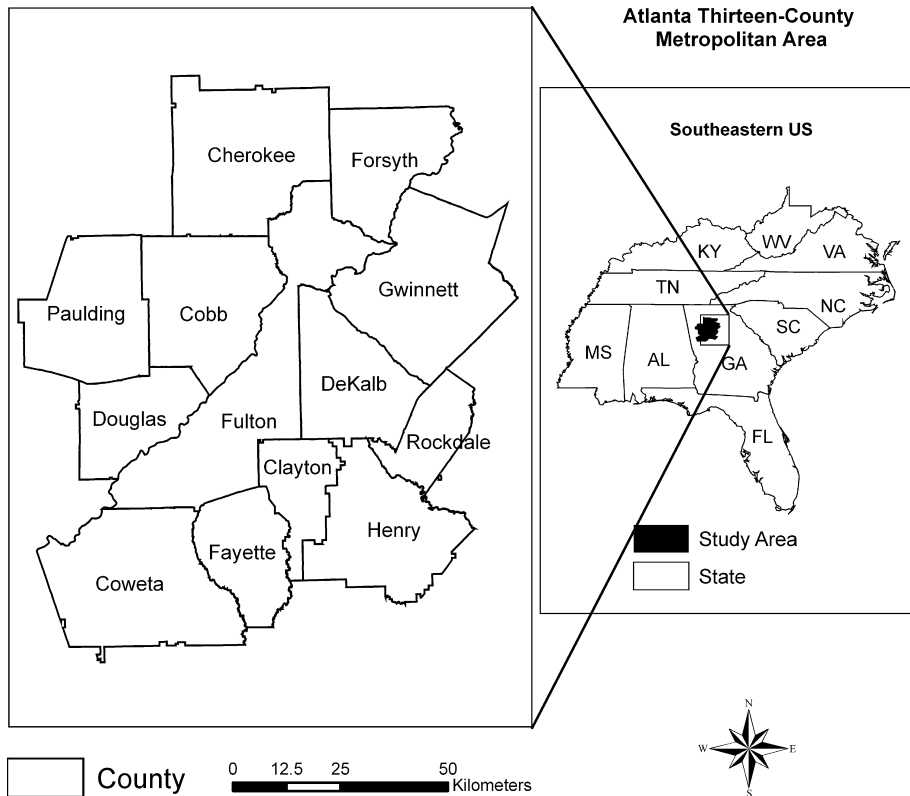 Atlanta Thirteen-County
Metropolitan Area
Southeastern US
Cherokee
Forsyth
Gwinnett
Paulding
Cobb
DeKalb
Douglas
Fulton
Rockdale
Clayton
Henry
Fayette
Coweta
WV
KY
VA
TN
NC
SC
MS
AL
GA
FL
Study Area
State
N
W
E
S
County
0 12.5 25 50
Kilometers